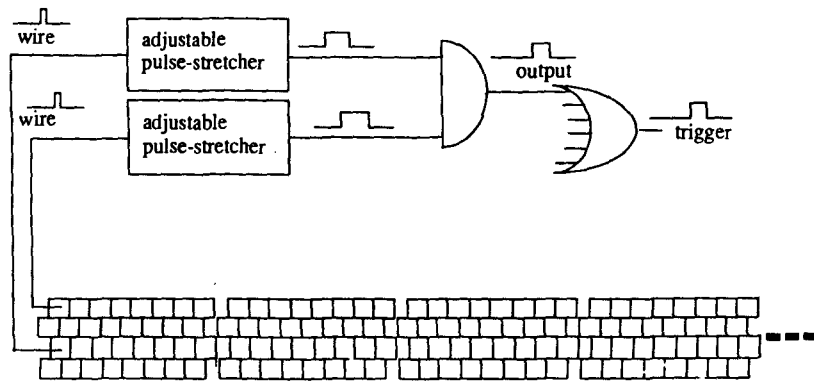 wire
adjustable
pulse-stretcher
output
wire
adjustable
pulse-stretcher
trigger